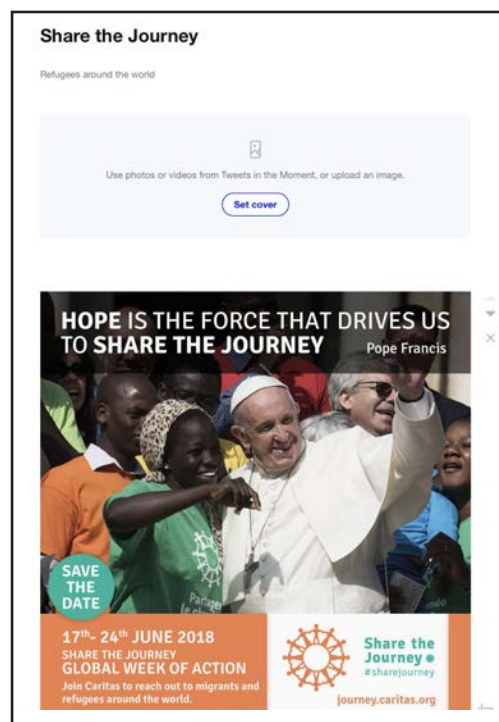 Share the Journey
Refugees around the world
Use photos or videos from Tweets in the Moment, or upload an image.
Set cover
HOPE IS THE FORCE THAT DRIVES US
TO SHARE THE JOURNEY
Pope Francis
SAVE
THE
DATE
17th- 24th JUNE 2018
SHARE THE JOURNEY
GLOBAL WEEK OF ACTION
Join Caritas to reach out to migrants and
refugees around the world.
Share the
Journey
#sharejourney
journey.caritas.org